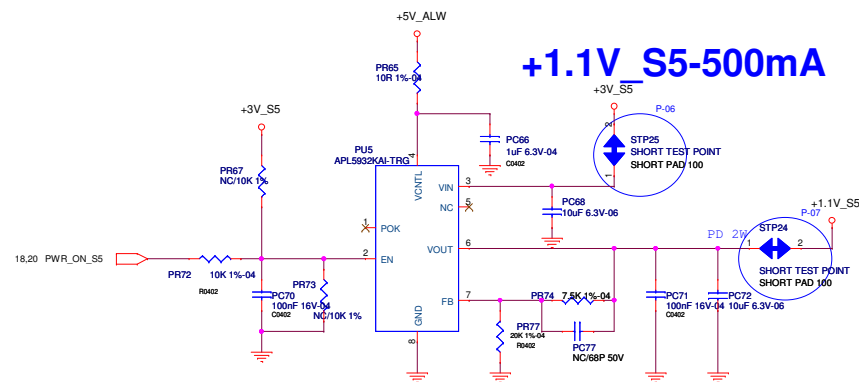 +5V_ALW
+1.1V_S5-500mA
PR65
10R 1%-04
+3V_S5
P-06
+3V_S5
2
STP25
SHORT TEST POINT
SHORT PAD 100
1
PC66
1uF 6.3V-04
C0402
PU5
APL5932KAI-TRG
4
VCNTL
PR67
NC/10K 1%
VIN
3
NC
5
PC68
10uF 6.3V-06
+1.1V_S5
P-07
STP24
PD 2W
1
2
SHORT TEST POINT
SHORT PAD 100
1
POK
VOUT
6
18,20 PWR_ON_S5
2
EN
PR72
10K 1%-04
R0402
PR73
NC/10K 1%
PC70
100nF 16V-04
C0402
FB
7
PR74
7.5K 1%-04
PR77
20K 1%-04
R0402
PC77
NC/68P 50V
PC71
100nF 16V-04
C0402
PC72
10uF 6.3V-06
GND
8